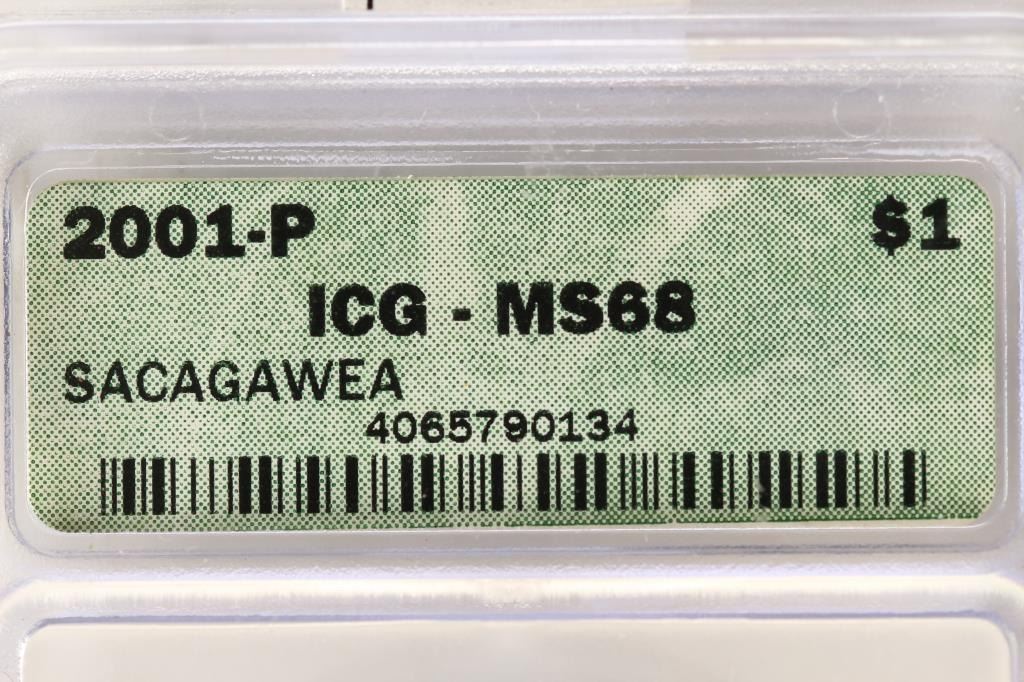 2001-P $1
ICG - MS68
SACAGAWEA
4065790134